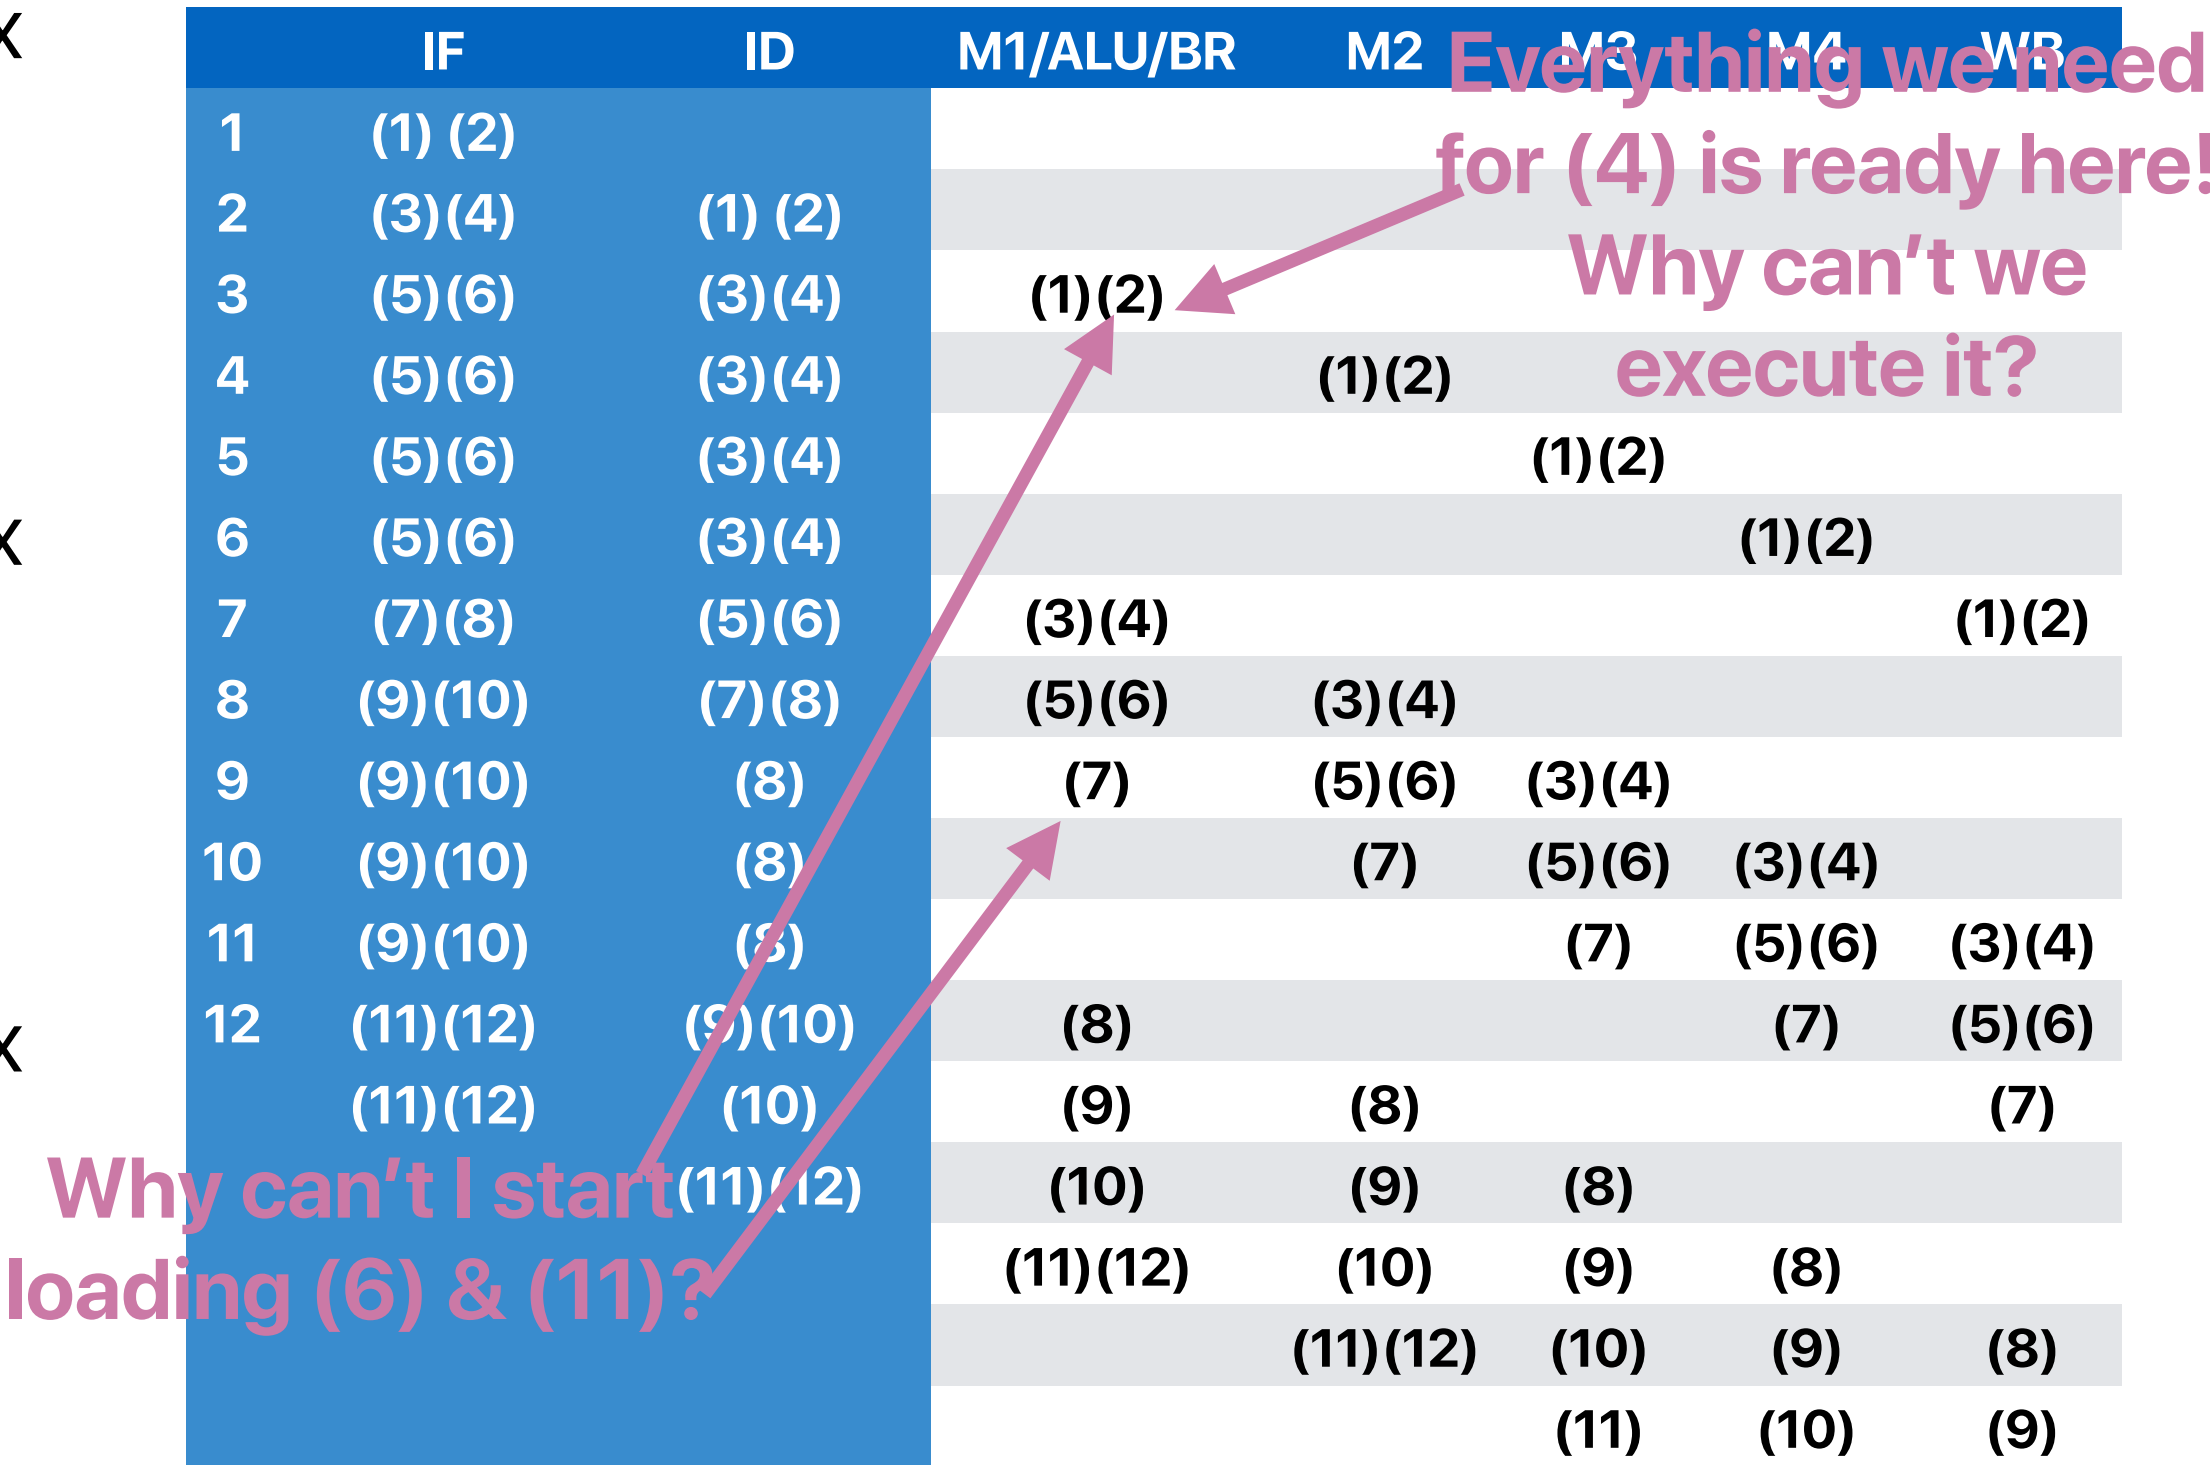 X
IF ID M1/ALU/BR M2 M3 M4 WB
Everything we need
for (4) is ready here!
Why can't we
execute it?
1 (1) (2)
2 (3)(4) (1) (2)
3 (5)(6) (3)(4) (1)(2)
4 (5)(6) (3)(4) (1)(2)
5 (5)(6) (3)(4) (1)(2)
X
6 (5)(6) (3)(4) (1)(2)
7 (7)(8) (5)(6) (3)(4) (1)(2)
8 (9)(10) (7)(8) (5)(6) (3)(4)
9 (9)(10) (8) (7) (5)(6) (3)(4)
10 (9)(10) (8) (7) (5)(6) (3)(4)
11 (9)(10) (8) (7) (5)(6) (3)(4)
12 (11)(12) (9)(10) (8) (7) (5)(6)
X
(11)(12) (10) (9) (8) (7)
(11)(12) (10) (9) (8)
Why can't I start
loading (6) & (11)?
(11)(12) (10) (9) (8)
(11)(12) (10) (9) (8)
(11) (10) (9)